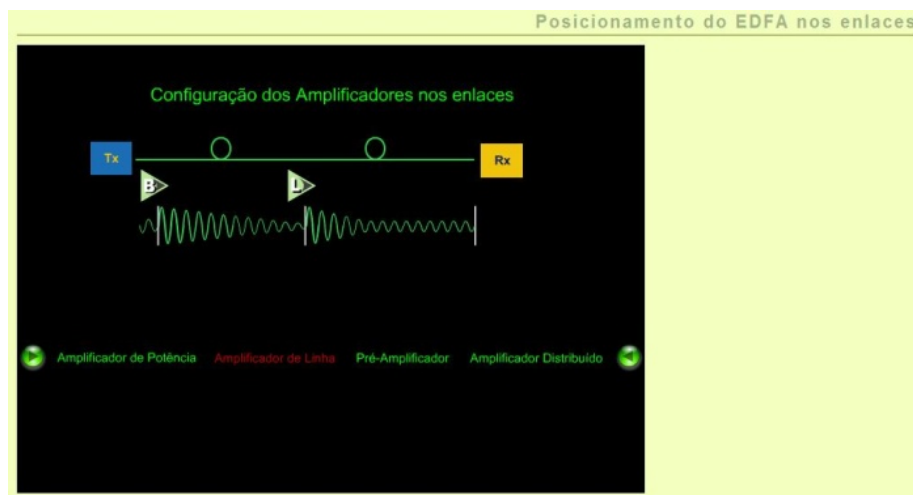 Posicionamento do EDFA nos enlaces
Configuração dos Amplificadores nos enlaces
Tx
Rx
B
L
Amplificador de Potência Amplificador de Linha Pré-Amplificador Amplificador Distribuído